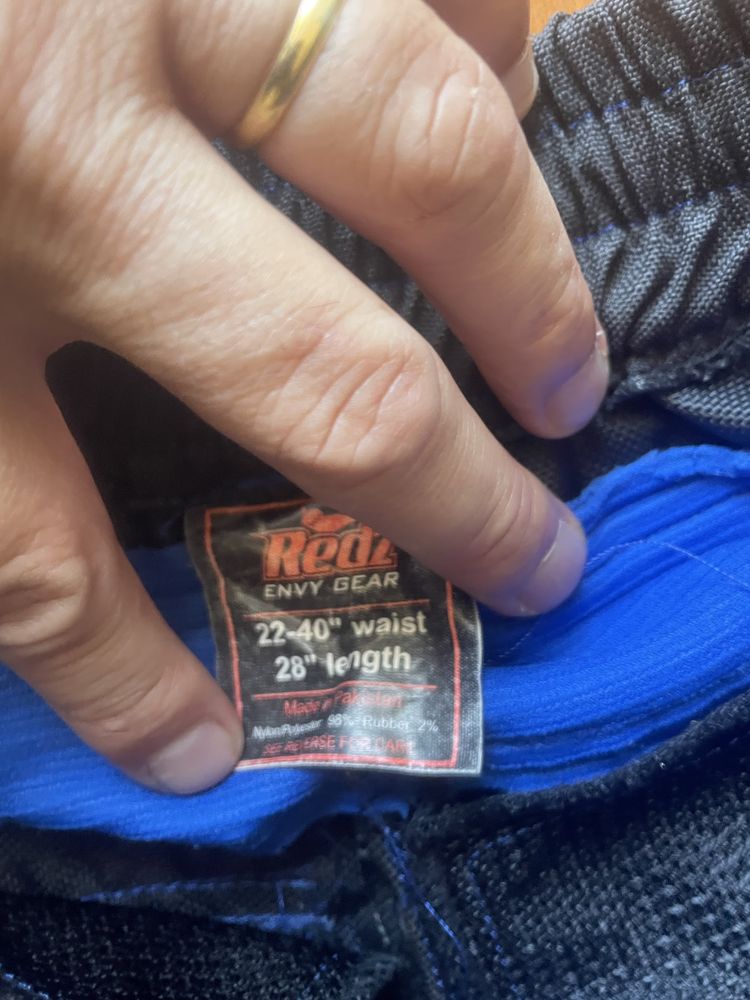 Redz
ENVY GEAR
22-40" waist
28" length
Made in Pakistan
Nylon/Polyester 98% Rubber 2%
SEE REVERSE FOR CARE